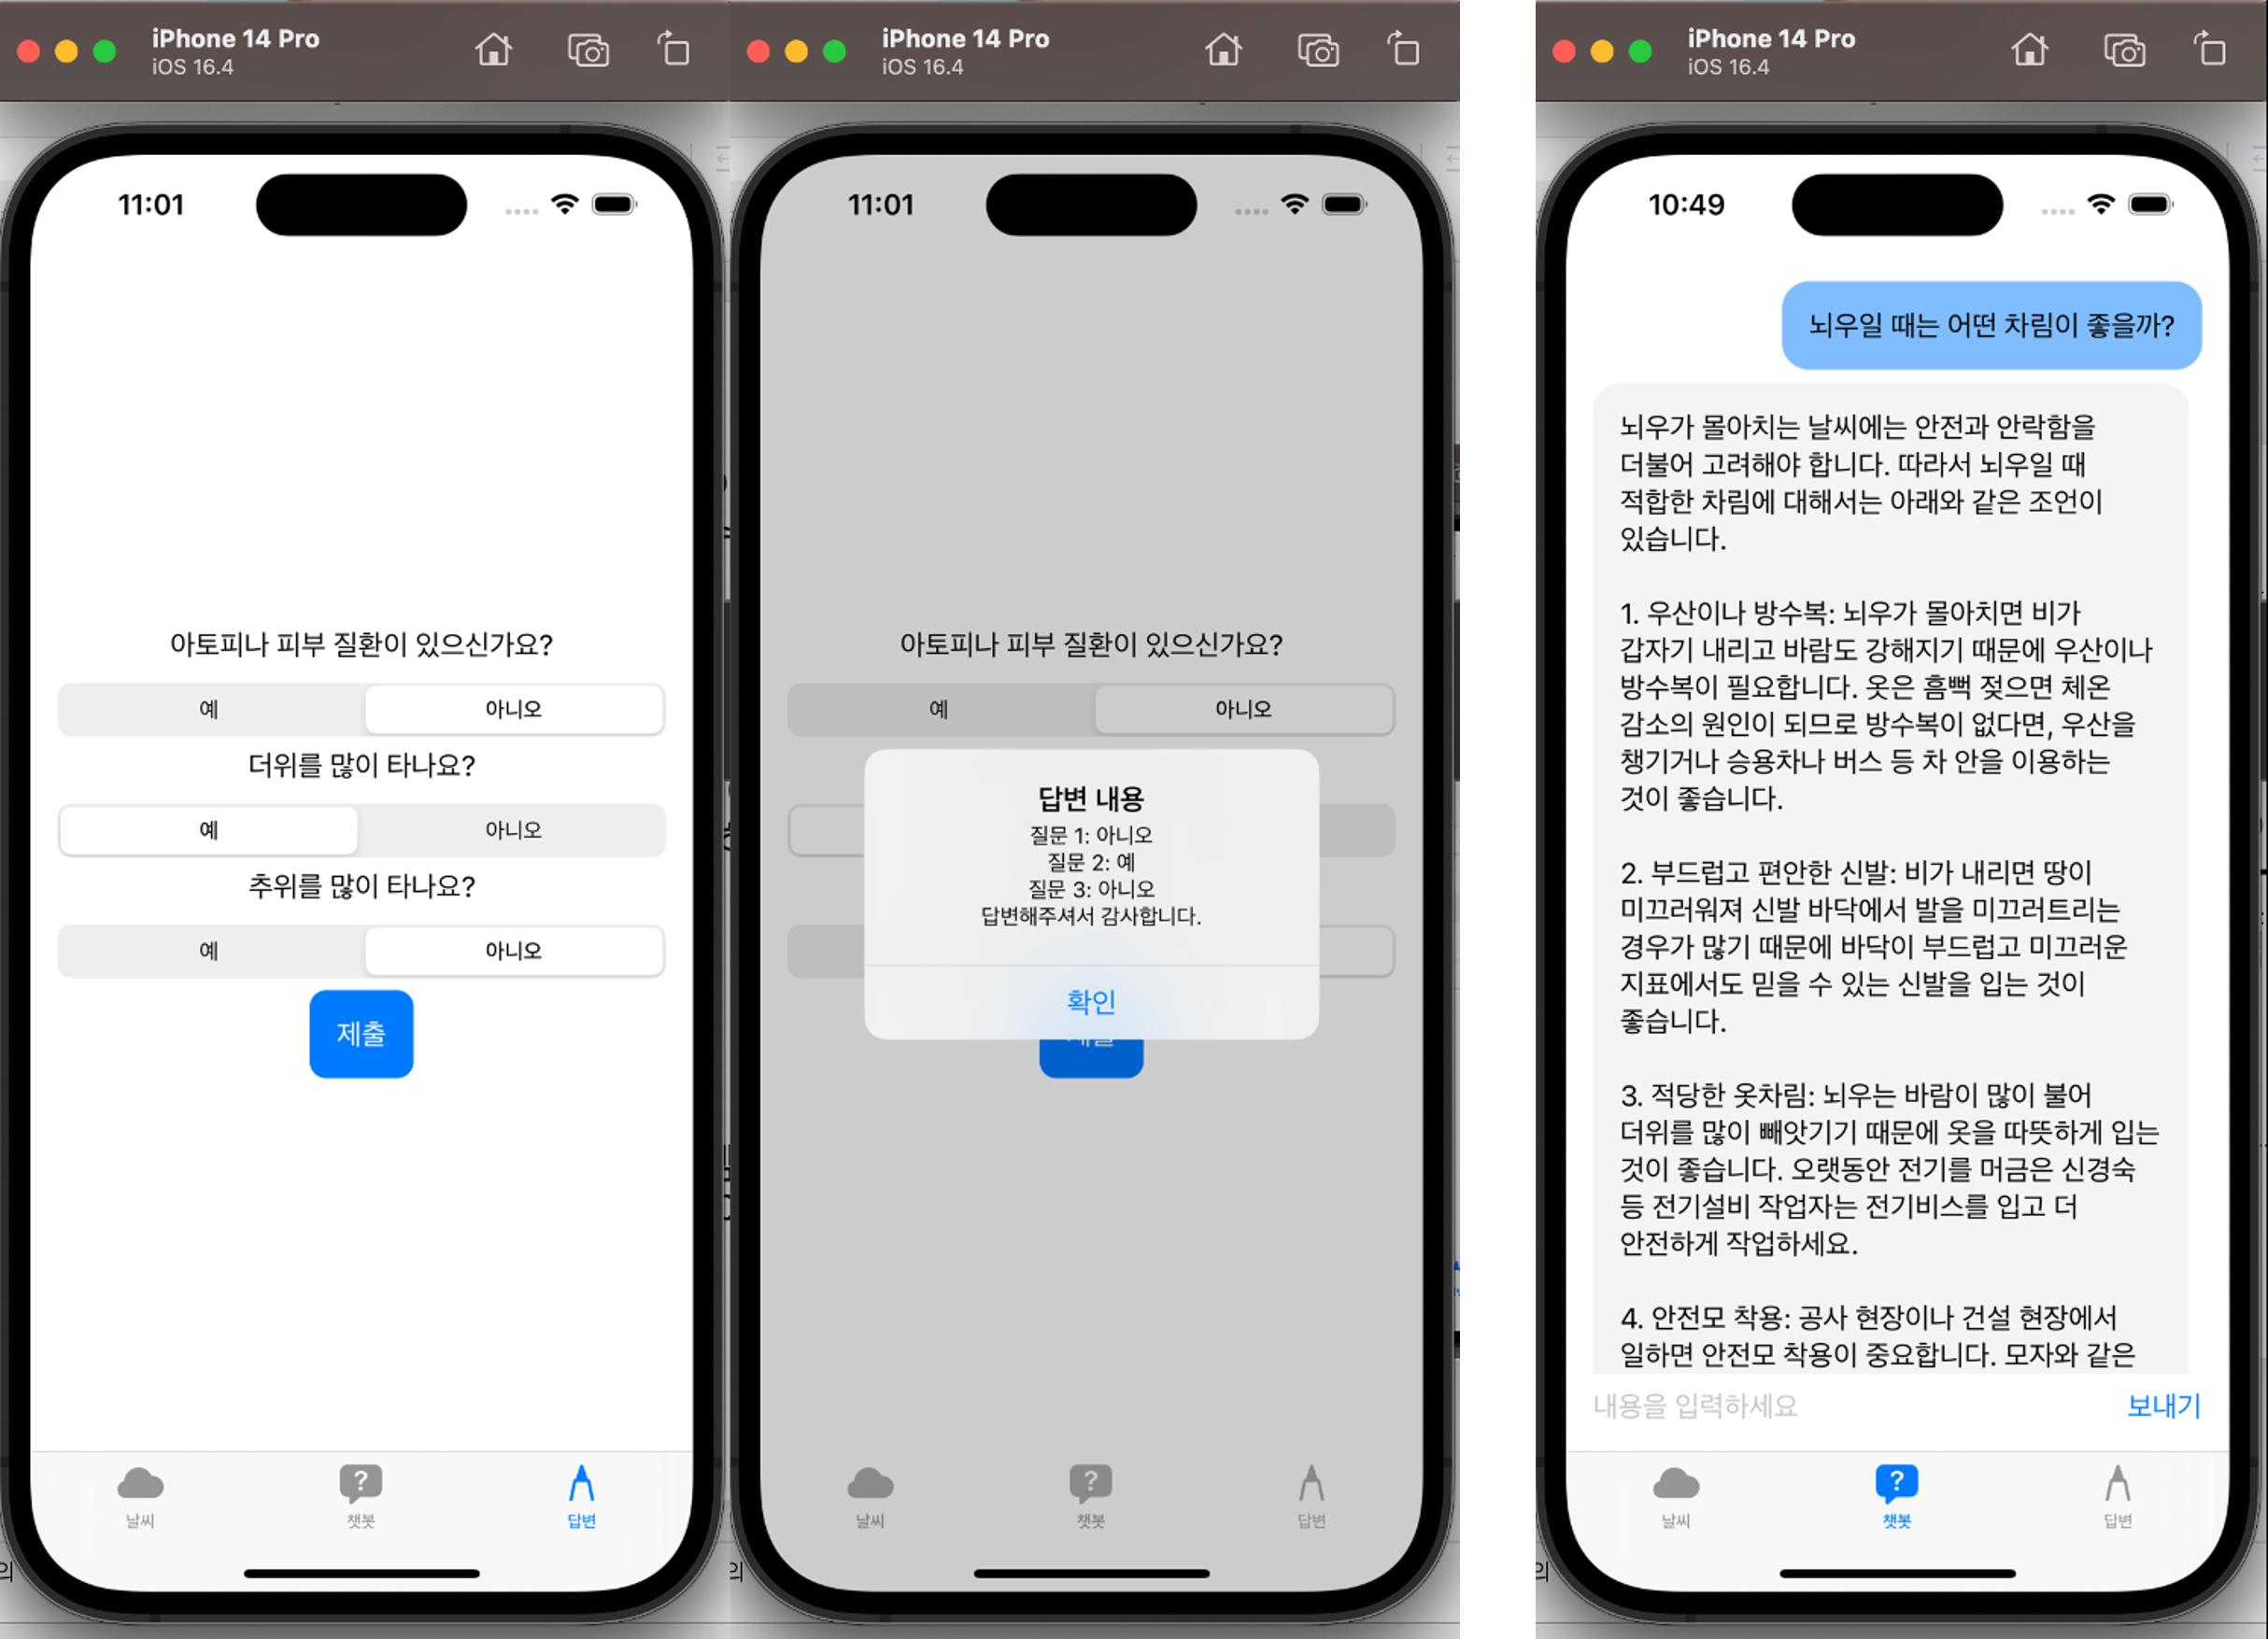 iPhone 14 Pro
iOS 16.4
11:01
아토피나 피부 질환이 있으신가요?
예
아니오
더위를 많이 타나요?
예
아니오
추위를 많이 타나요?
예
아니오
제출
날씨
챗봇
답변
의
iPhone 14 Pro
iOS 16.4
11:01
아토피나 피부 질환이 있으신가요?
예
아니오
답변 내용
질문 1: 아니오
질문 2: 예
질문 3: 아니오
답변해주셔서 감사합니다.
확인
제출
날씨
챗봇
답변
의
iPhone 14 Pro
iOS 16.4
10:49
뇌우일 때는 어떤 차림이 좋을까?
뇌우가 몰아치는 날씨에는 안전과 안락함을
더불어 고려해야 합니다. 따라서 뇌우일 때
적합한 차림에 대해서는 아래와 같은 조언이
있습니다.
1. 우산이나 방수복: 뇌우가 몰아치면 비가
갑자기 내리고 바람도 강해지기 때문에 우산이나
방수복이 필요합니다. 옷은 흠뻑 젖으면 체온
감소의 원인이 되므로 방수복이 없다면, 우산을
챙기거나 승용차나 버스 등 차 안을 이용하는
것이 좋습니다.
2. 부드럽고 편안한 신발: 비가 내리면 땅이
미끄러워져 신발 바닥에서 발을 미끄러트리는
경우가 많기 때문에 바닥이 부드럽고 미끄러운
지표에서도 믿을 수 있는 신발을 입는 것이
좋습니다.
3. 적당한 옷차림: 뇌우는 바람이 많이 불어
더위를 많이 빼앗기기 때문에 옷을 따뜻하게 입는
것이 좋습니다. 오랫동안 전기를 머금은 신경숙
등 전기설비 작업자는 전기비스를 입고 더
안전하게 작업하세요.
4. 안전모 착용: 공사 현장이나 건설 현장에서
일하면 안전모 착용이 중요합니다. 모자와 같은
내용을 입력하세요
보내기
날씨
챗봇
답변
의